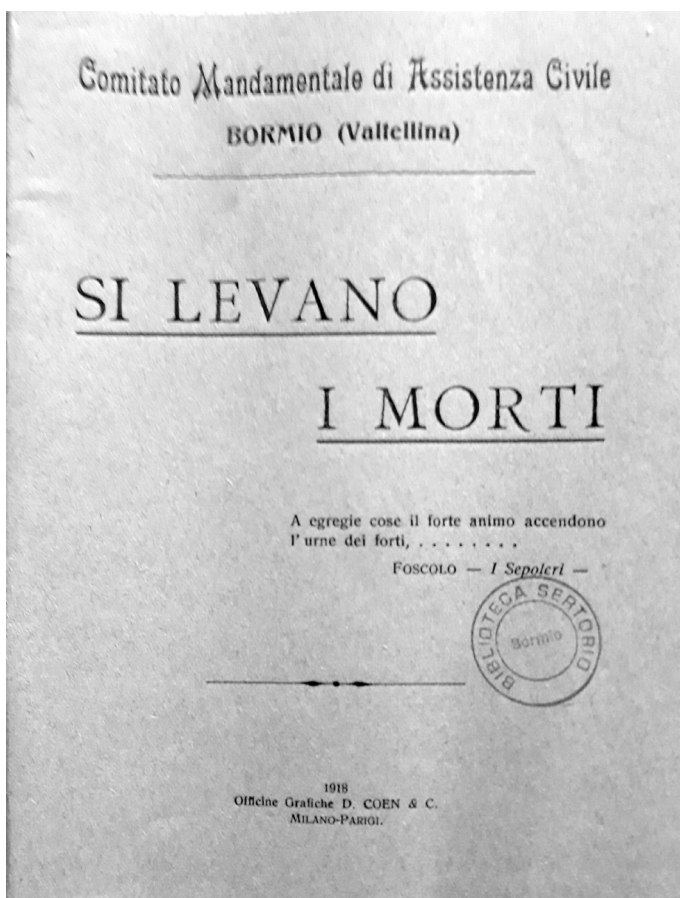 Comitato Mandamentale di Assistenza Civile
BORMIO (Valtellina)
SI LEVANO
I MORTI
A egregie cose il forte animo accendono
l'urne dei forti, . . . . . . . .
FOSCOLO — I Sepolcri —
BIBLIOTECA SERTORIO
Bormio
1918
Officine Grafiche D. COEN & C.
MILANO-PARIGI.